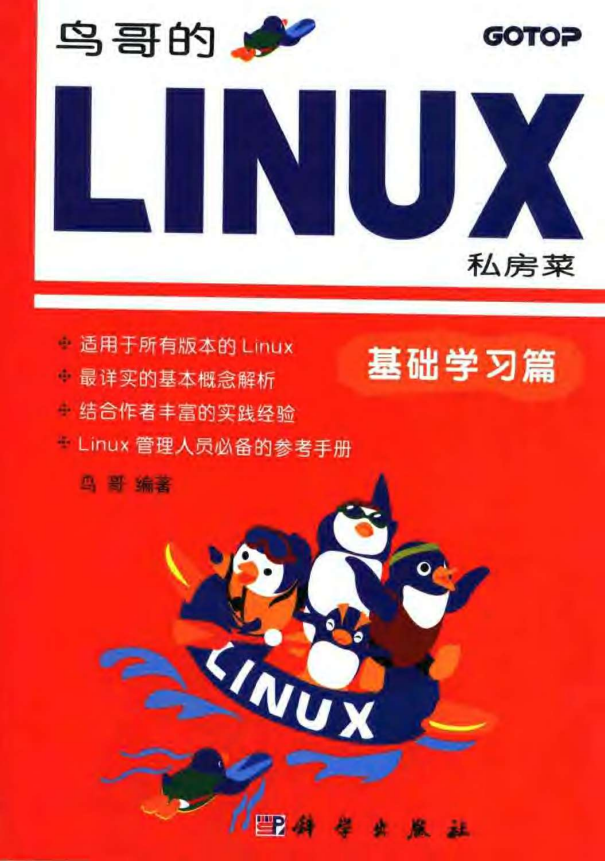 鸟哥的
GOTOP
LINUX
私房菜
适用于所有版本的Linux
最详实的基本概念解析
结合作者丰富的实践经验
Linux 管理人员必备的参考手册
基础学习篇
鸟哥 编著
LINUX
科学出版社